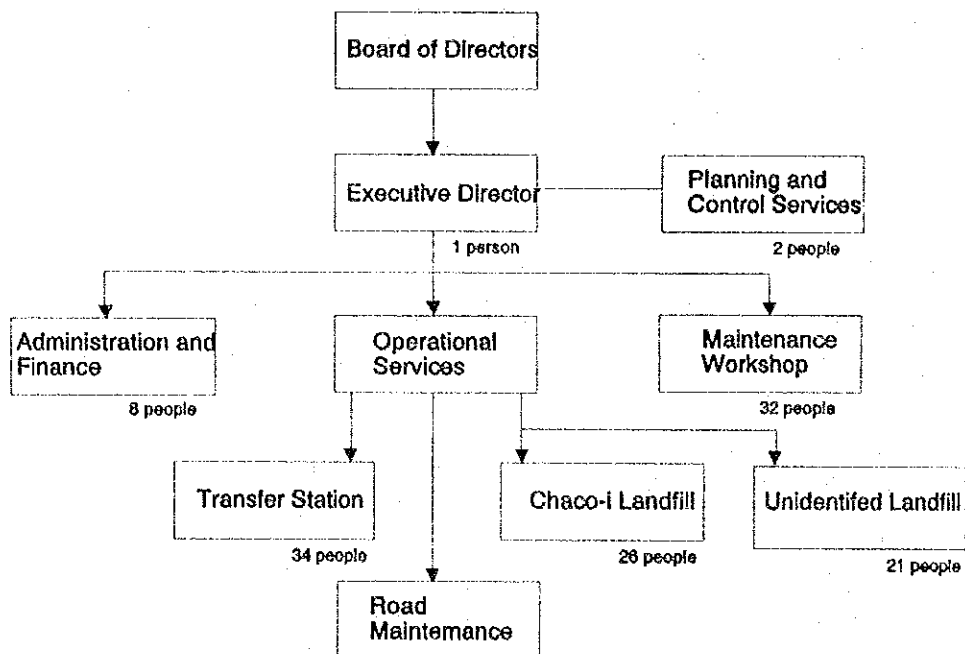 Board of Directors
Executive Director
1 person
Planning and
Control Services
2 people
Administration and
Finance
8 people
Operational
Services
Maintenance
Workshop
32 people
Transfer Station
34 people
Chaco-i Landfill
26 people
Unidentifed Landfill
21 people
Road
Maintemance